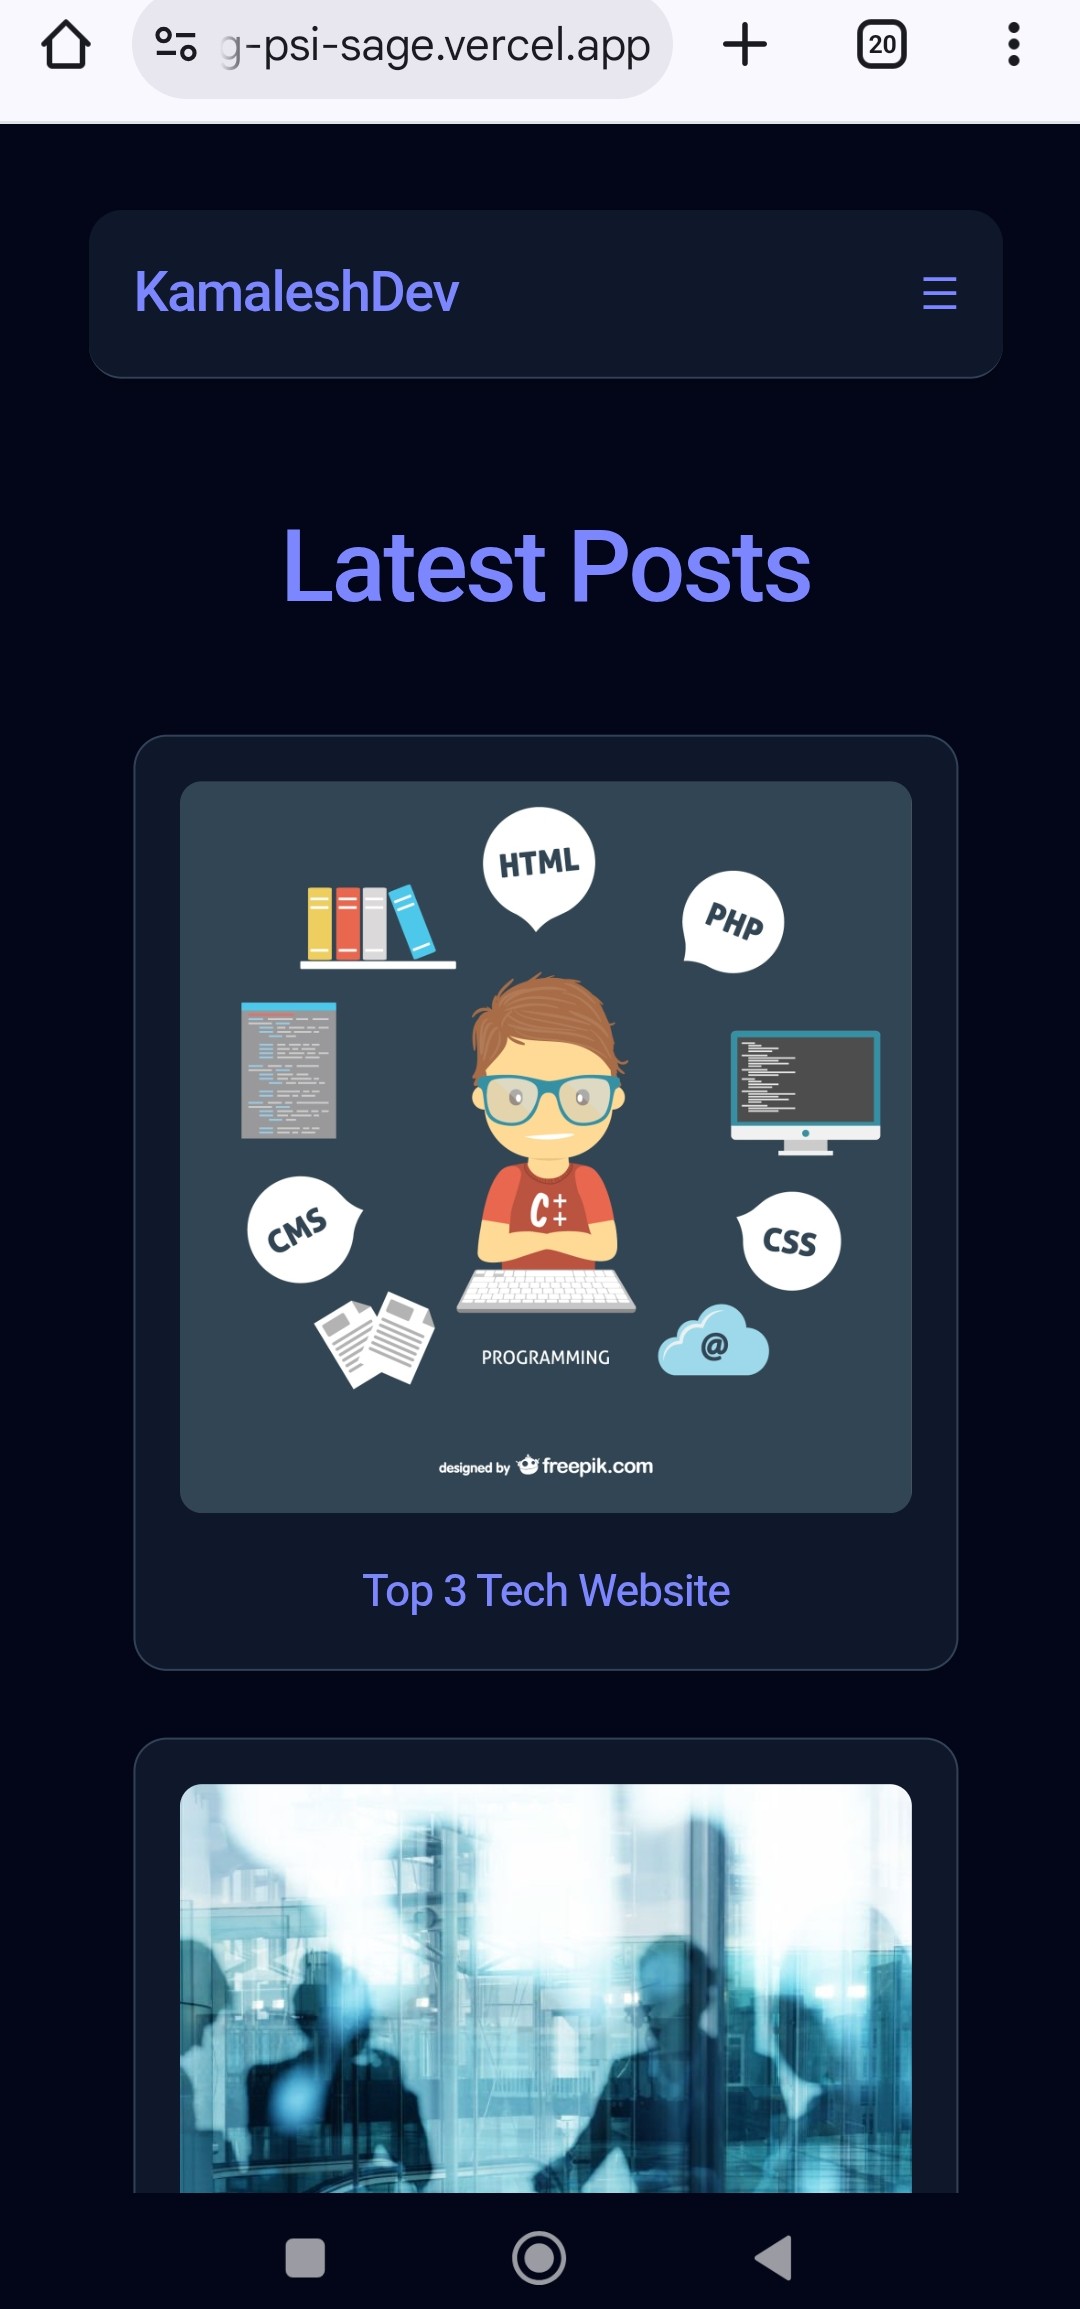 g-psi-sage.vercel.app
20
KamaleshDev
Latest Posts
HTML
PHP
CMS
C++
CSS
@
PROGRAMMING
designed by freepik.com
Top 3 Tech Website